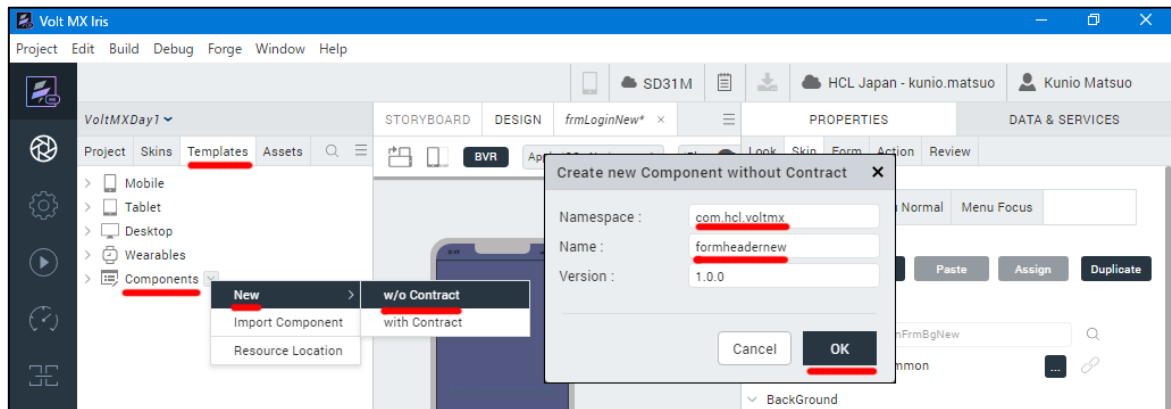 Volt MX Iris
Project Edit Build Debug Forge Window Help
SD31M HCL Japan - kunio.matsuo Kunio Matsuo
VoltMXDay1 STORYBOARD DESIGN frmLoginNew* × PROPERTIES DATA & SERVICES
Project Skins Templates Assets BVR Look Skin Form Action Review
Mobile
Tablet
Desktop
Wearables
Components
New
Import Component
Resource Location
w/o Contract
with Contract
Create new Component without Contract
Namespace : com.hcl.voltmx
Name : formheadernew
Version : 1.0.0
Cancel OK
Normal Menu Focus
Paste Assign Duplicate
FrmBgNew
...
BackGround